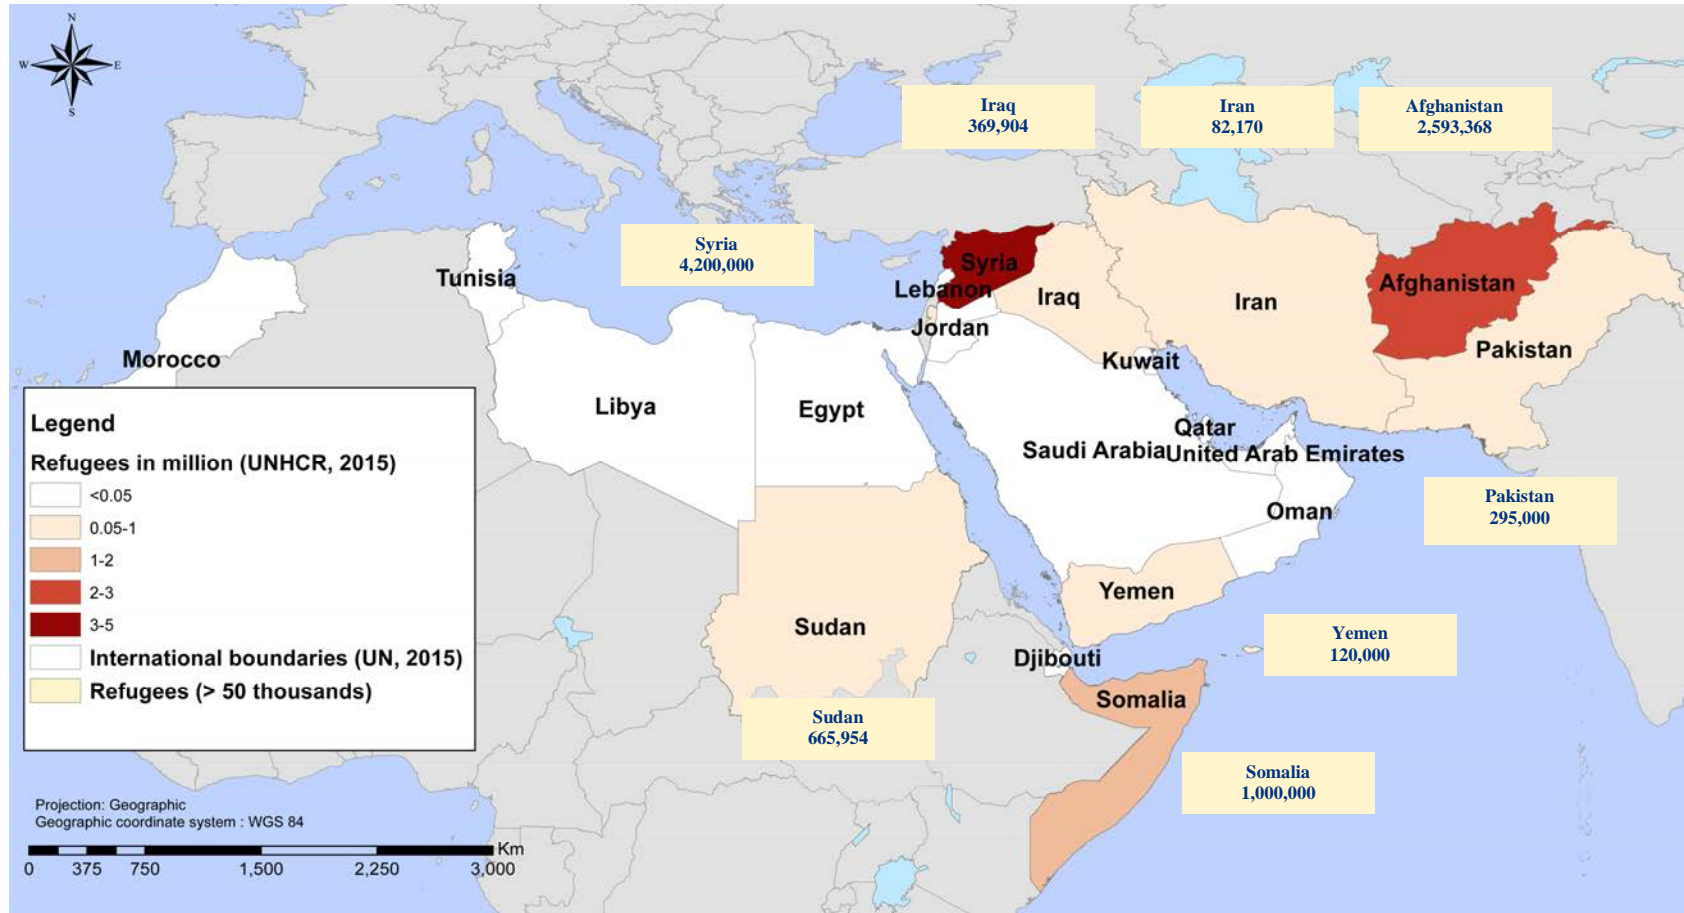 N
W E
S
Iraq
369,904
Iran
82,170
Afghanistan
2,593,368
Syria
4,200,000
Tunisia
Syria
Lebanon
Iraq
Iran
Afghanistan
Jordan
Pakistan
Morocco
Kuwait
Libya
Egypt
Qatar
Saudi Arabia
United Arab Emirates
Oman
Pakistan
295,000
Yemen
Sudan
Djibouti
Yemen
120,000
Somalia
Sudan
665,954
Somalia
1,000,000
Legend
Refugees in million (UNHCR, 2015)
<0.05
0.05-1
1-2
2-3
3-5
International boundaries (UN, 2015)
Refugees (> 50 thousands)
Projection: Geographic
Geographic coordinate system : WGS 84
Km
0 375 750 1,500 2,250 3,000